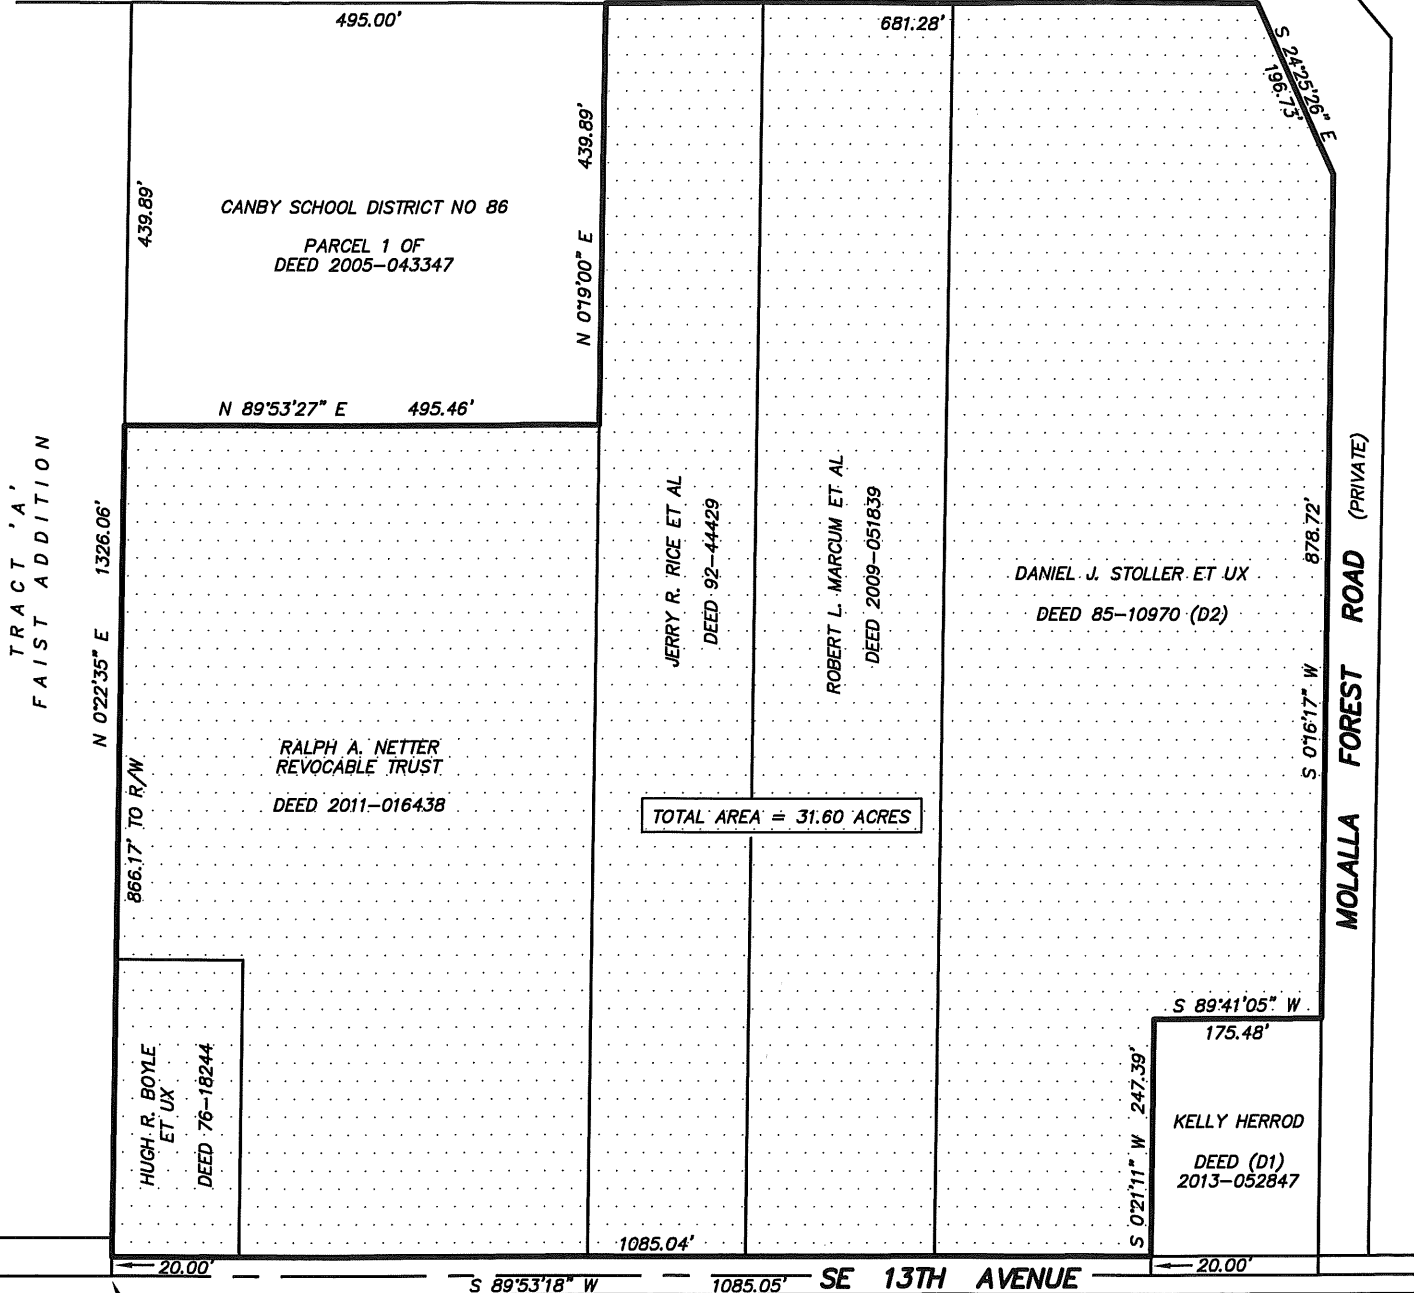 495.00'
681.28'
S 24°25'26" E
196.73'
439.89'
439.89'
CANBY SCHOOL DISTRICT NO 86
PARCEL 1 OF
DEED 2005-043347
N 0°19'00" E
N 89°53'27" E 495.46'
TRACT 'A'
FAIST ADDITION
N 0°22'35" E 1326.06'
JERRY R. RICE ET AL
DEED 92-44429
ROBERT L. MARCUM ET AL
DEED 2009-051839
DANIEL J. STOLLER ET UX
DEED 85-10970 (D2)
878.72'
S 0°16'17" W
MOLALLA FOREST ROAD (PRIVATE)
RALPH A. NETTER
REVOCABLE TRUST
DEED 2011-016438
866.17' TO R/W
TOTAL AREA = 31.60 ACRES
HUGH R. BOYLE
ET UX
DEED 76-18244
S 89°41'05" W
175.48'
S 0°21'11" W 247.39'
KELLY HERROD
DEED (D1)
2013-052847
1085.04'
20.00'
20.00'
S 89°53'18" W 1085.05'
SE 13TH AVENUE